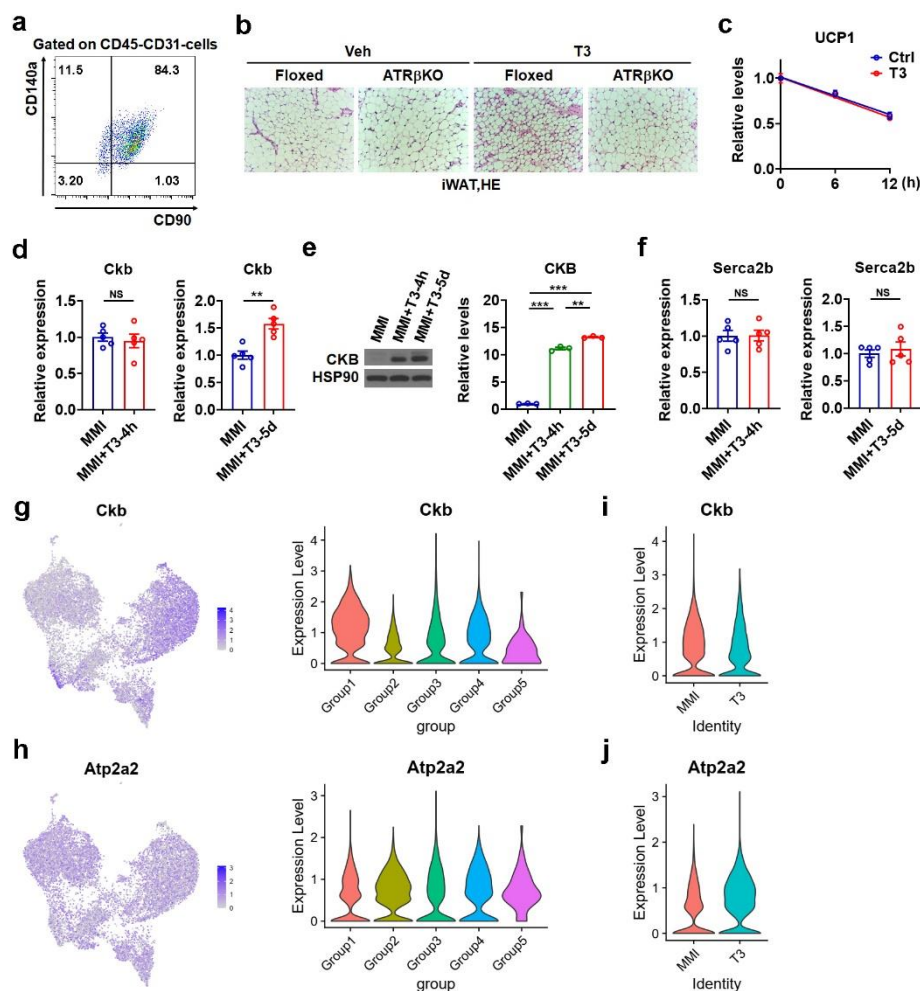 a
Gated on CD45-CD31-cells
11.5 84.3
3.20 1.03
CD140a
CD90
b
Veh T3
Floxed ATRβKO Floxed ATRβKO
iWAT,HE
c
UCP1
Ctrl
T3
Relative levels
1.0
0.5
0.0
0 6 12 (h)
d
Ckb
NS
Relative expression
1.5
1.0
0.5
0.0
MMI
MMI+T3-4h
Ckb
**
Relative expression
2.0
1.5
1.0
0.5
0.0
MMI
MMI+T3-5d
e
MMI
MMI+T3-4h
MMI+T3-5d
CKB
HSP90
CKB
***
*** **
Relative levels
20
15
10
5
0
MMI
MMI+T3-4h
MMI+T3-5d
f
Serca2b
NS
Relative expression
1.5
1.0
0.5
0.0
MMI
MMI+T3-4h
Serca2b
NS
Relative expression
2.0
1.5
1.0
0.5
0.0
MMI
MMI+T3-5d
g
Ckb
4
3
2
1
0
Ckb
Expression Level
4
3
2
1
0
Group1 Group2 Group3 Group4 Group5
group
i
Ckb
Expression Level
4
3
2
1
0
MMI T3
Identity
h
Atp2a2
3
2
1
0
Atp2a2
Expression Level
3
2
1
0
Group1 Group2 Group3 Group4 Group5
group
j
Atp2a2
Expression Level
3
2
1
0
MMI T3
Identity